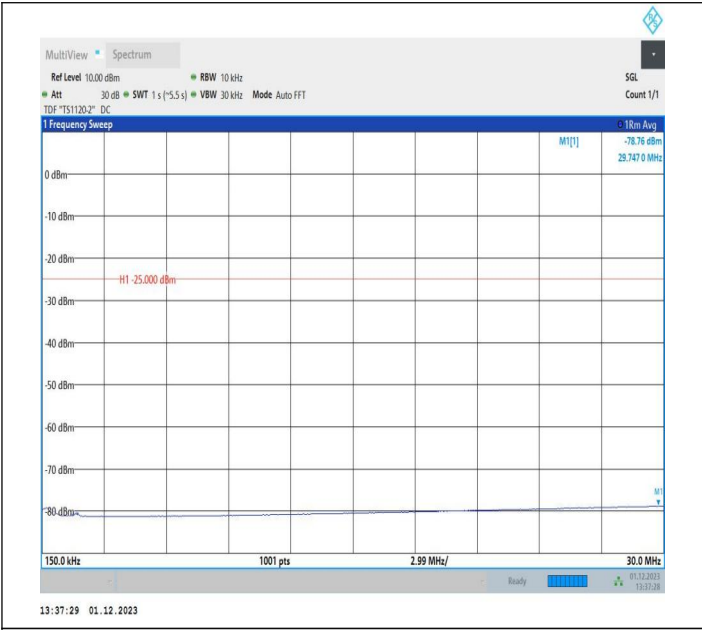 MultiView Spectrum
Ref Level 10.00 dBm RBW 10 kHz SGL
Att 30 dB SWT 1 s (~5.5 s) VBW 30 kHz Mode Auto FFT Count 1/1
TDF "TS1120-2" DC
1 Frequency Sweep 1Rm Avg
M1[1] -78.76 dBm
29.747 0 MHz
0 dBm
-10 dBm
-20 dBm
H1 -25.000 dBm
-30 dBm
-40 dBm
-50 dBm
-60 dBm
-70 dBm
M1
-80 dBm
150.0 kHz 1001 pts 2.99 MHz/ 30.0 MHz
Ready 01.12.2023
13:37:28
13:37:29 01.12.2023